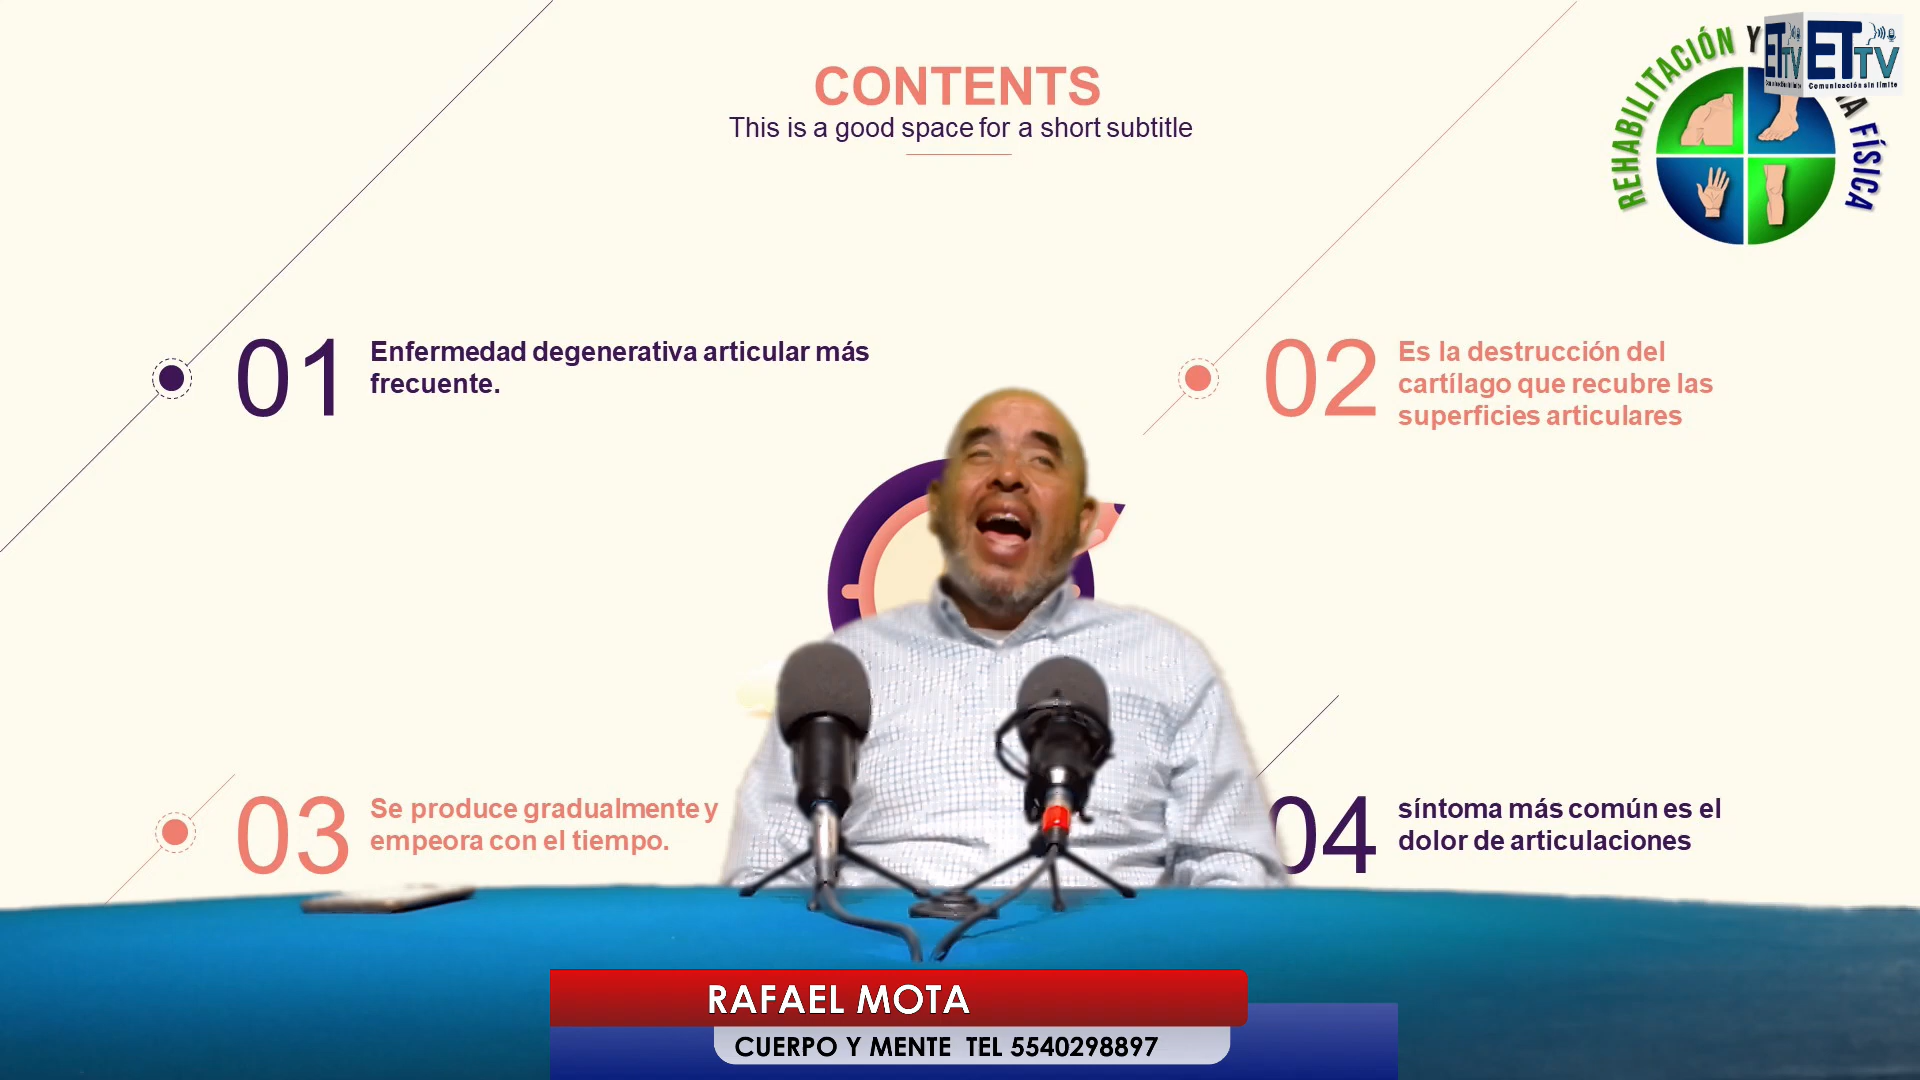 CONTENTS
This is a good space for a short subtitle
REHABILITACIÓN Y
FÍSICA
ET
TV
ETTV
Comunicación sin límite
01
Enfermedad degenerativa articular más
frecuente.
02
Es la destrucción del
cartílago que recubre las
superficies articulares
03
Se produce gradualmente y
empeora con el tiempo.
04
síntoma más común es el
dolor de articulaciones
RAFAEL MOTA
CUERPO Y MENTE TEL 5540298897